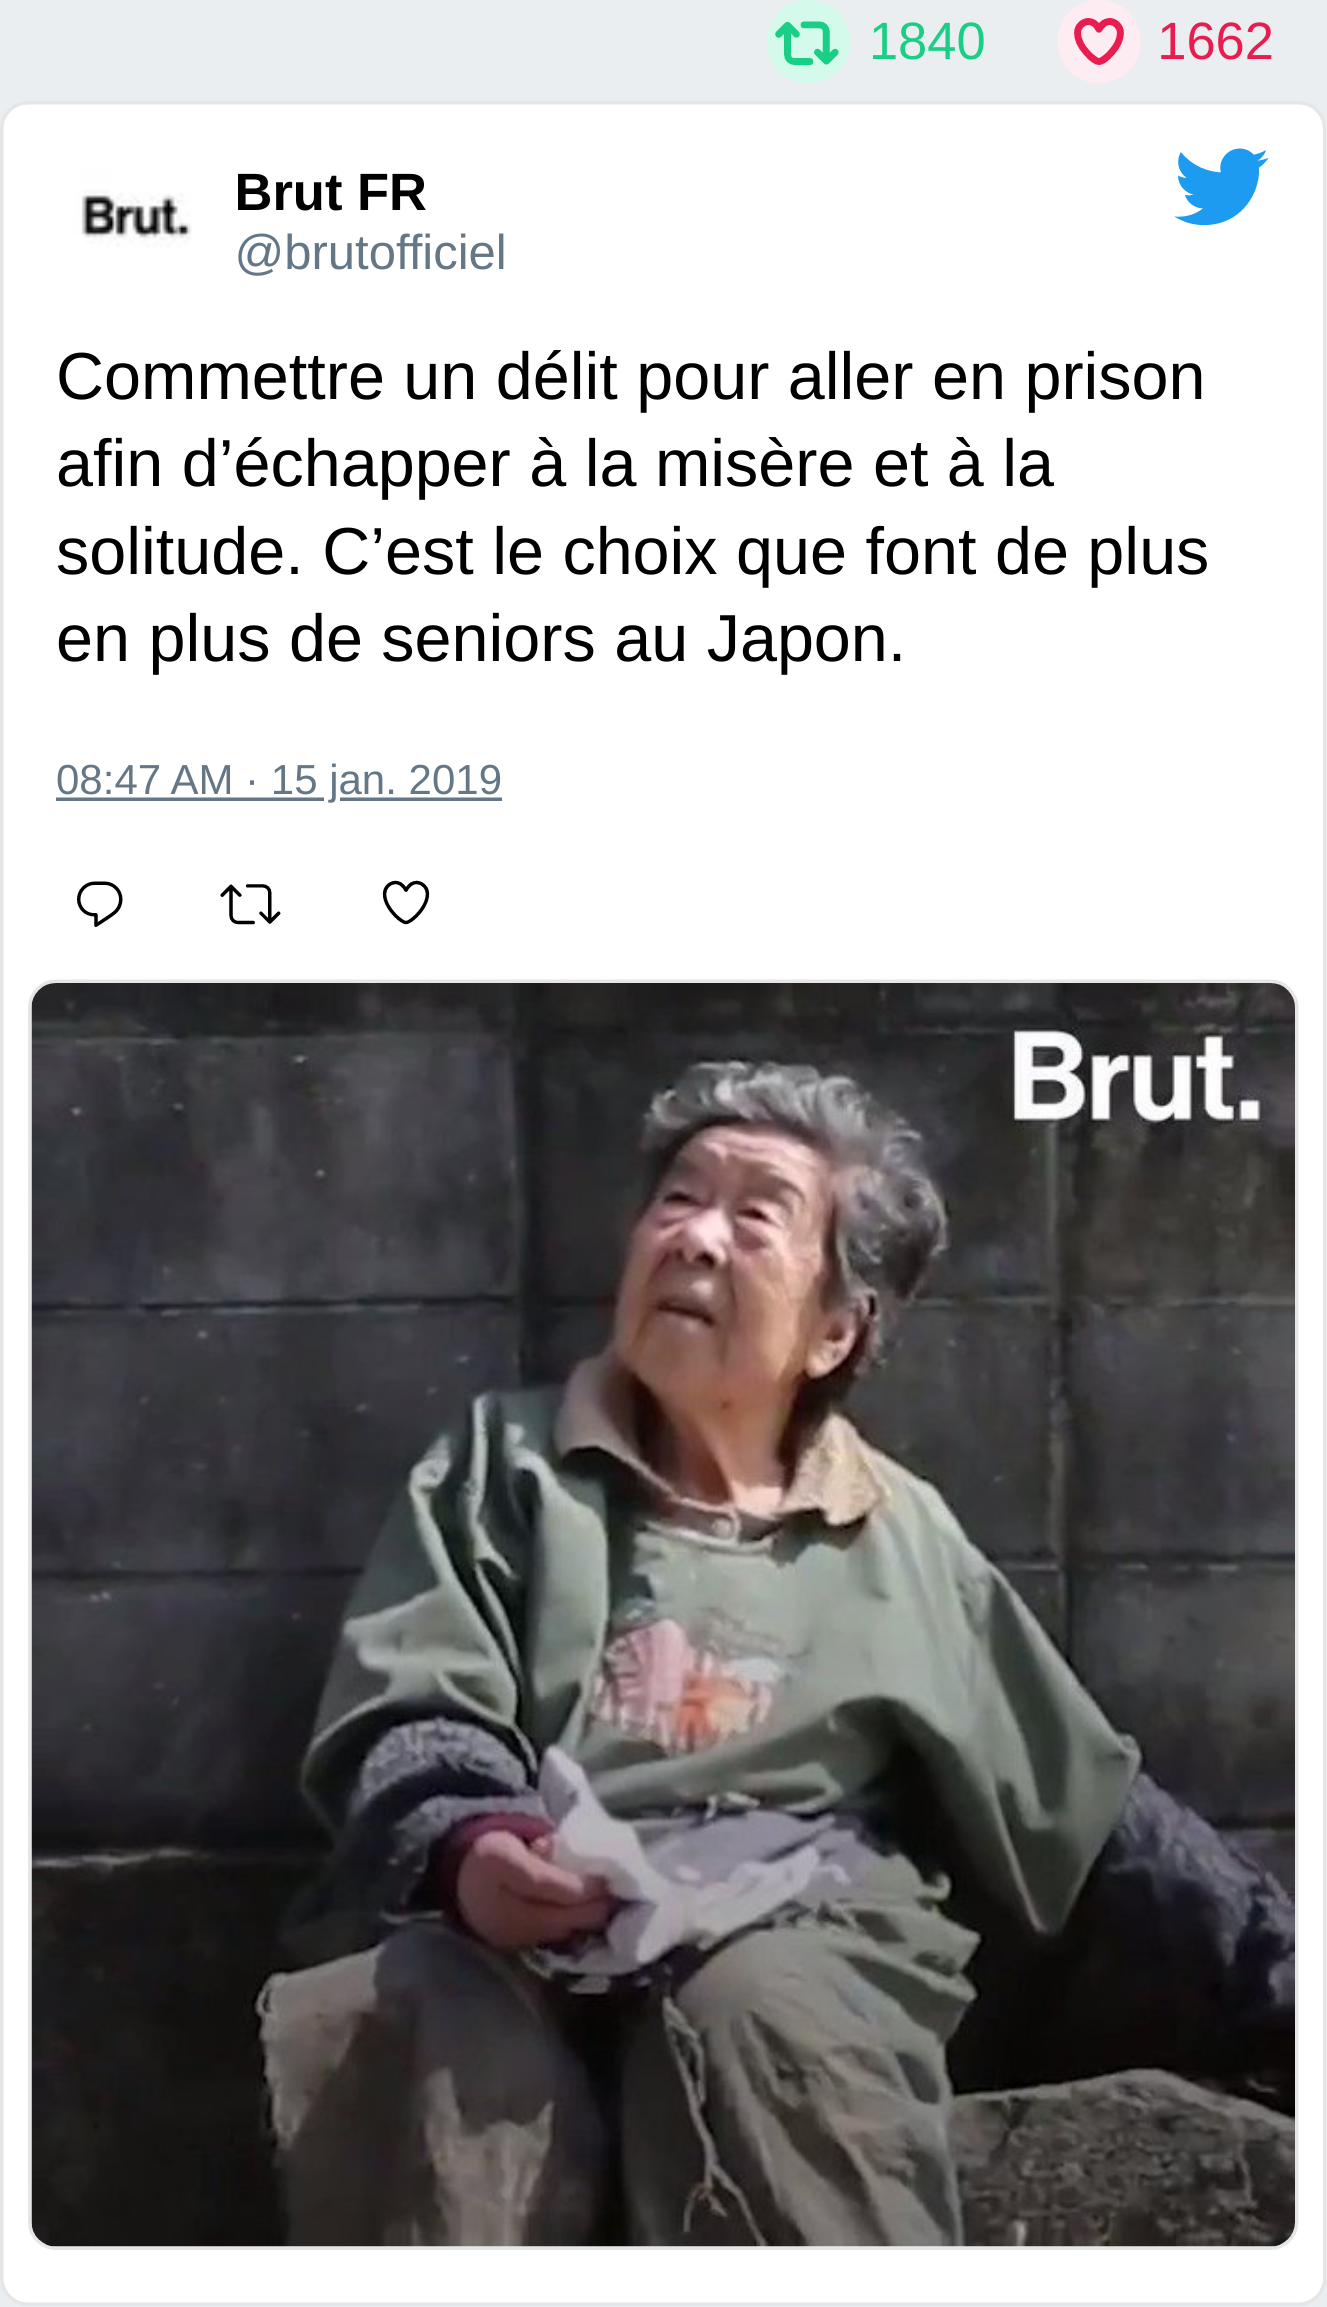 1840 1662
Brut.
Brut FR
@brutofficiel
Commettre un délit pour aller en prison
afin d’échapper à la misère et à la
solitude. C’est le choix que font de plus
en plus de seniors au Japon.
08:47 AM · 15 jan. 2019
Brut.